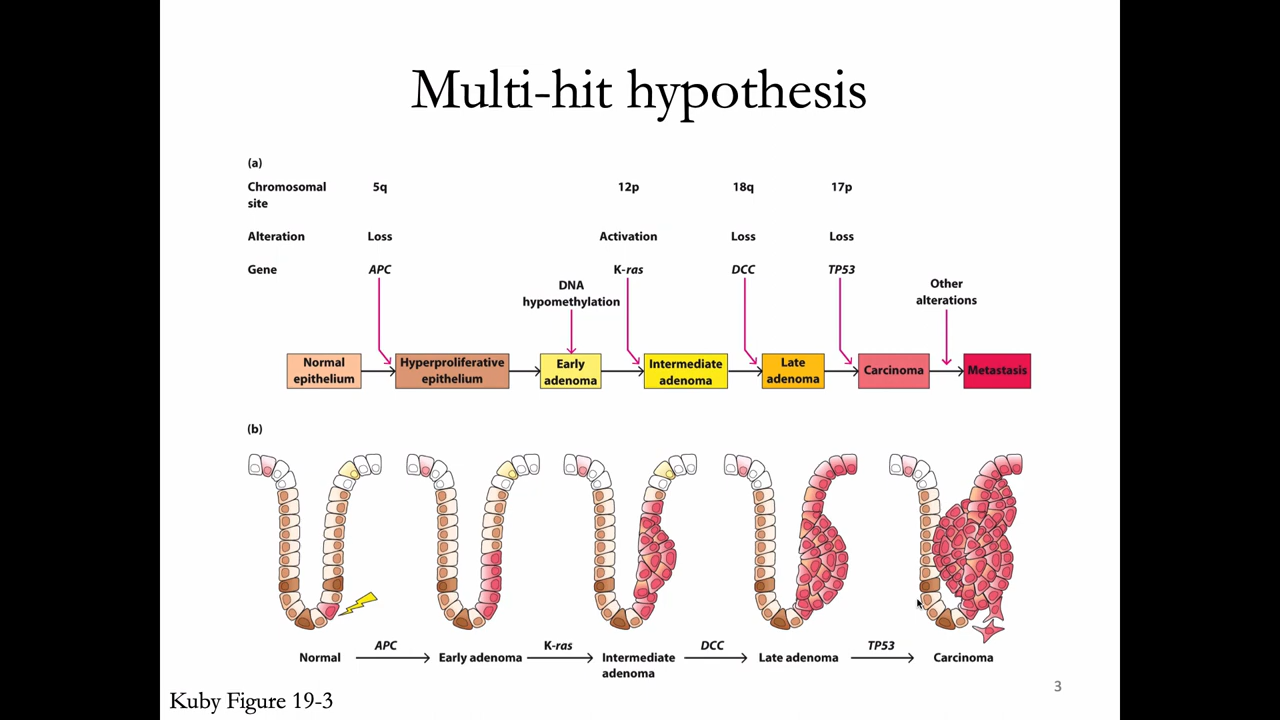 Multi-hit hypothesis
(a)
Chromosomal 5q 12p 18q 17p
site
Alteration Loss Activation Loss Loss
Gene APC K-ras DCC TP53
DNA
hypomethylation
Other
alterations
Normal
epithelium
Hyperproliferative
epithelium
Early
adenoma
Intermediate
adenoma
Late
adenoma
Carcinoma
Metastasis
(b)
APC K-ras DCC TP53
Normal Early adenoma Intermediate Late adenoma Carcinoma
adenoma
Kuby Figure 19-3
3